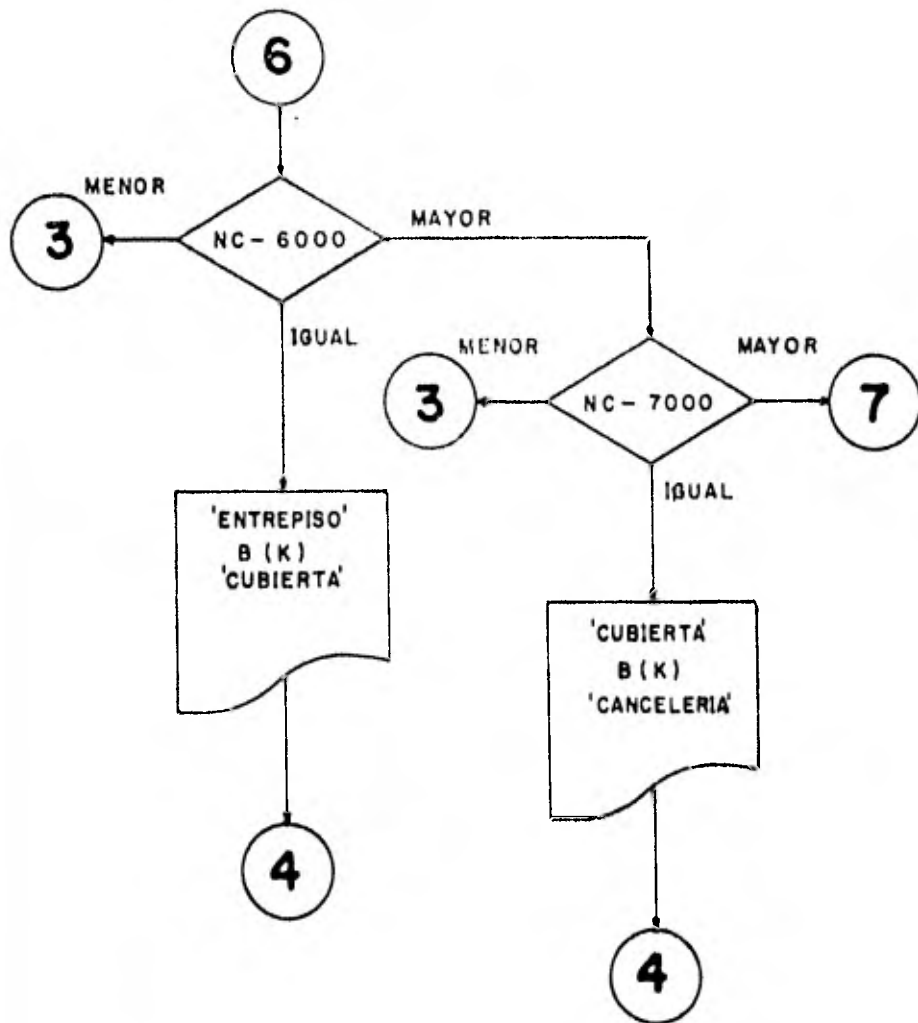 6
MENOR
3
NC - 6000
MAYOR
IGUAL
MENOR
MAYOR
3
NC - 7000
7
'ENTREPISO'
B (K)
'CUBIERTA'
IGUAL
'CUBIERTA'
B (K)
'CANCELERIA'
4
4